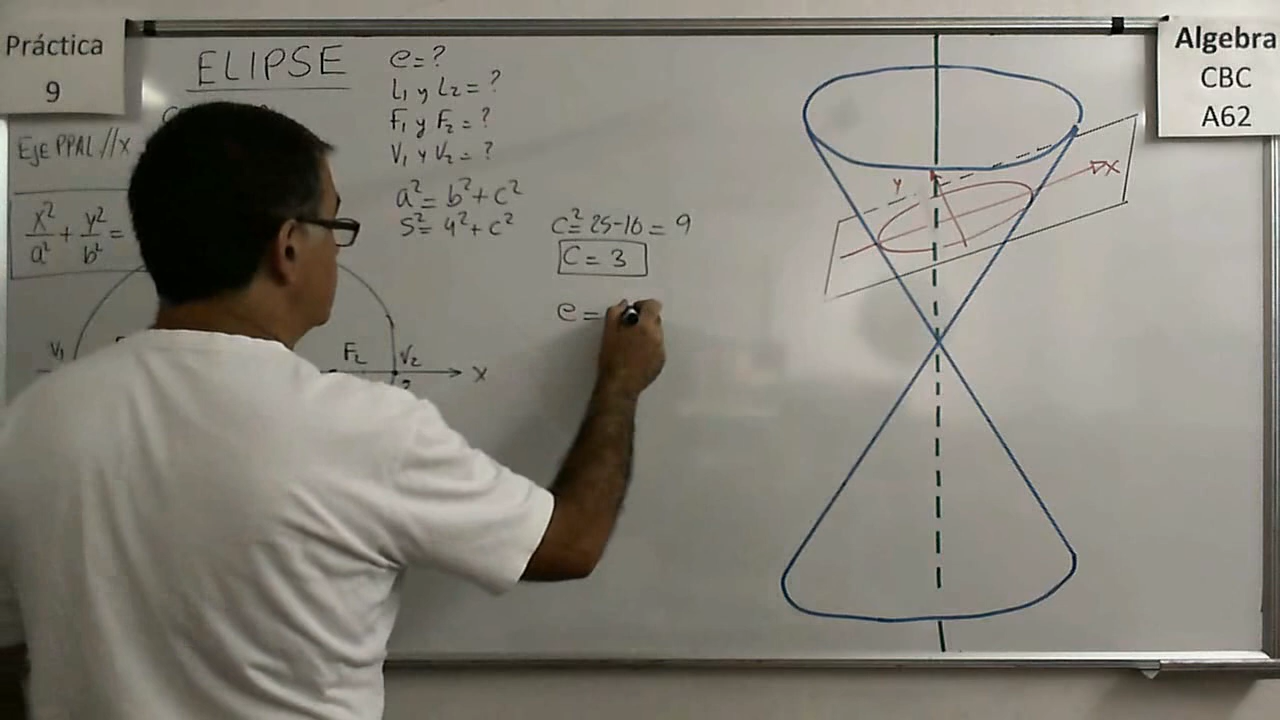 Práctica
9
ELIPSE
Eje PPAL //x
x²/a² + y²/b² =
V₁
F₂
V₂
x
e=?
L₁ y L₂ = ?
F₁ y F₂ = ?
V₁ y V₂ = ?
a² = b² + c²
5² = 4² + c²
c² = 25-16 = 9
C = 3
e =
y
x
Algebra
CBC
A62